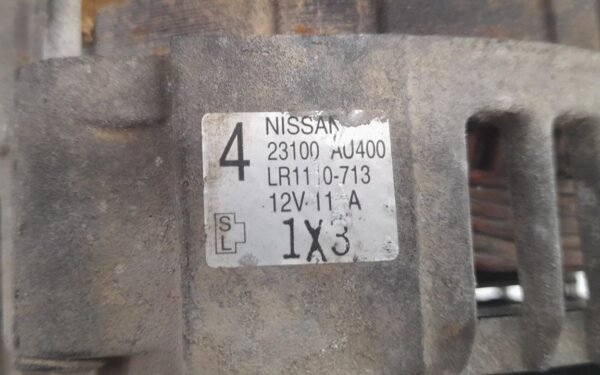 4
NISSAN
23100 AU400
LR11 0-713
12V 11 A
S
L
1X3